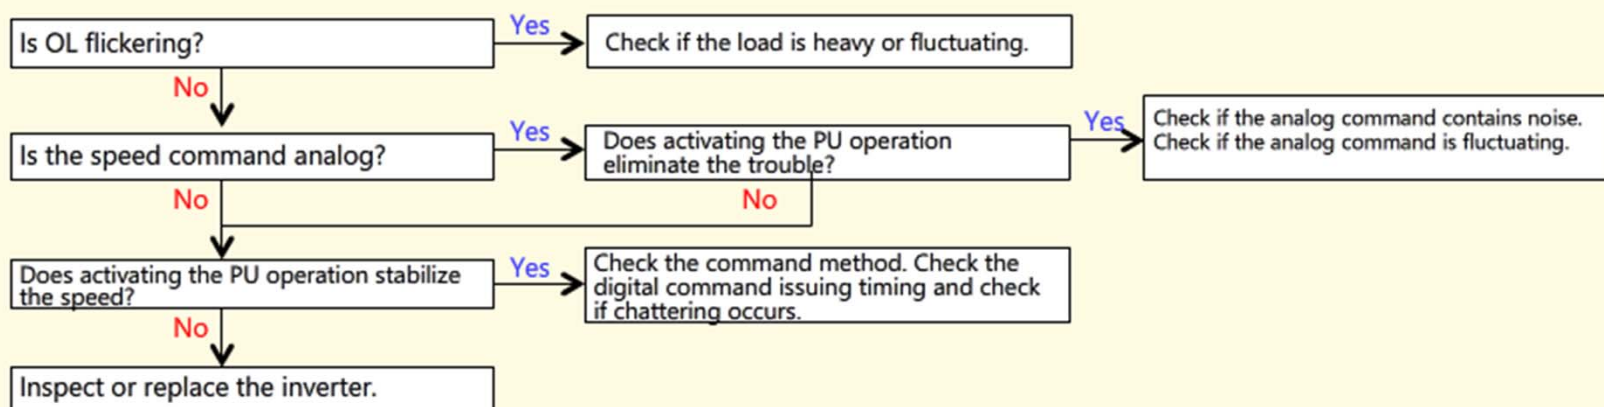 Is OL flickering?
Yes
Check if the load is heavy or fluctuating.
No
Is the speed command analog?
Yes
Does activating the PU operation
eliminate the trouble?
Yes
Check if the analog command contains noise.
Check if the analog command is fluctuating.
No
No
Does activating the PU operation stabilize
the speed?
Yes
Check the command method. Check the
digital command issuing timing and check
if chattering occurs.
No
Inspect or replace the inverter.